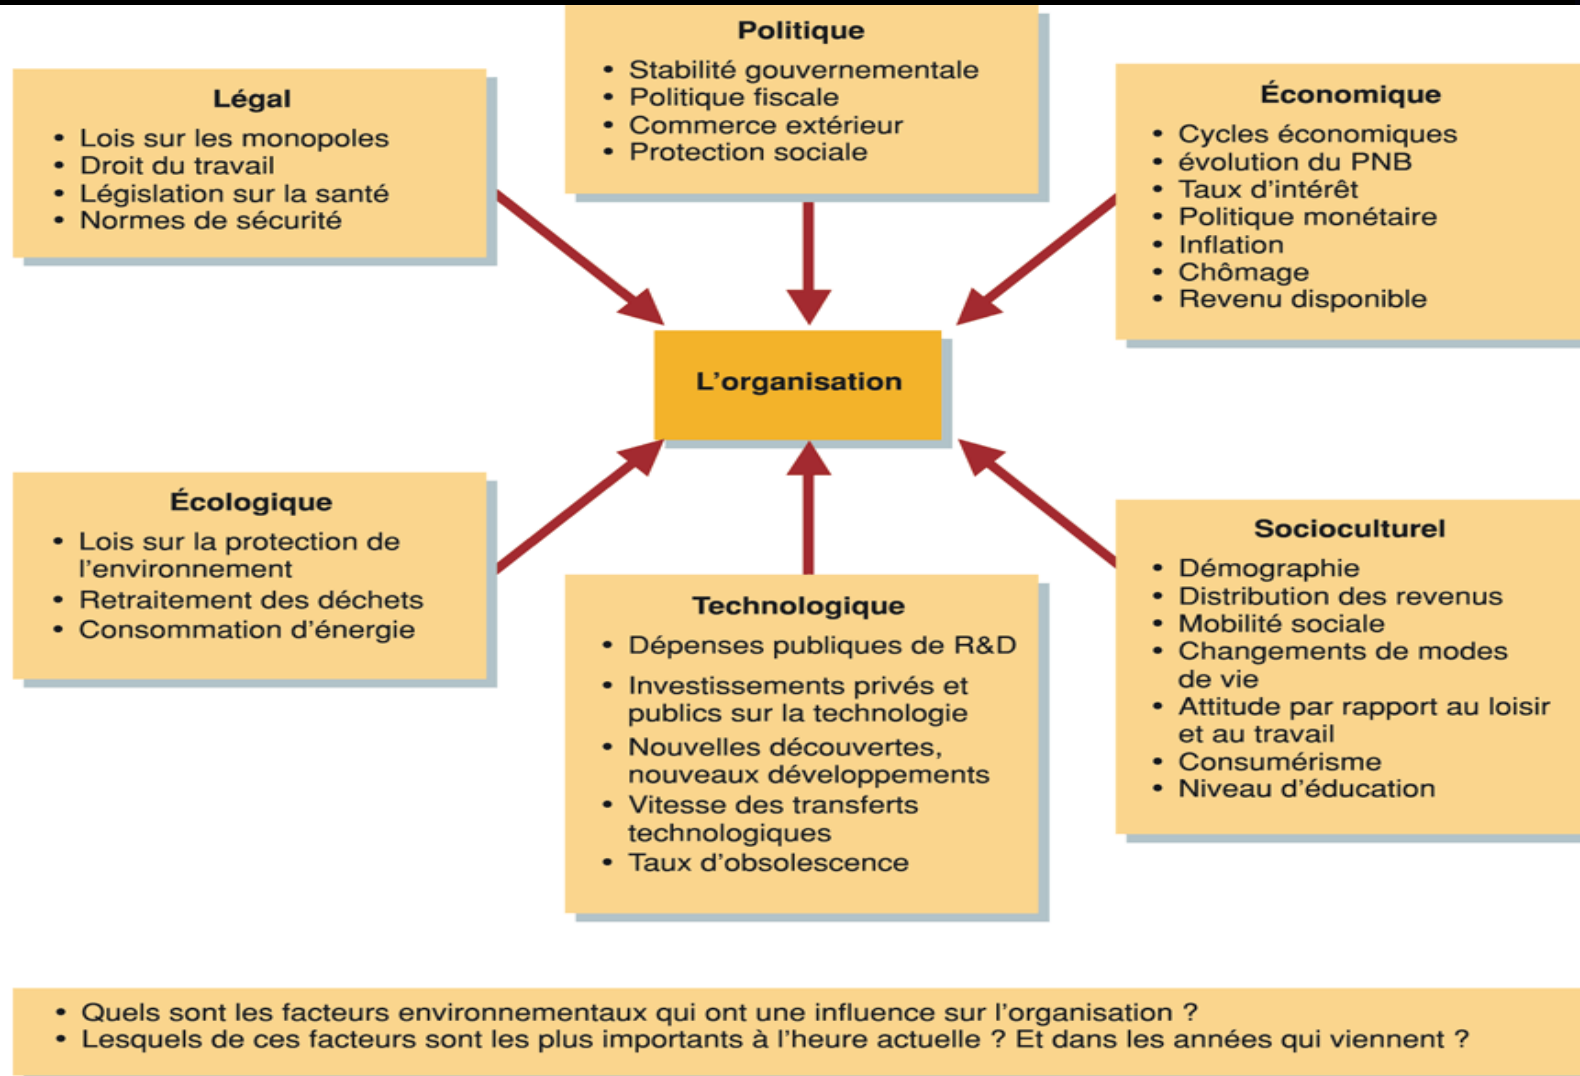 Politique
• Stabilité gouvernementale
• Politique fiscale
• Commerce extérieur
• Protection sociale
Légal
• Lois sur les monopoles
• Droit du travail
• Législation sur la santé
• Normes de sécurité
Économique
• Cycles économiques
• évolution du PNB
• Taux d'intérêt
• Politique monétaire
• Inflation
• Chômage
• Revenu disponible
L'organisation
Écologique
• Lois sur la protection de
l'environnement
• Retraitement des déchets
• Consommation d'énergie
Technologique
• Dépenses publiques de R&D
• Investissements privés et
publics sur la technologie
• Nouvelles découvertes,
nouveaux développements
• Vitesse des transferts
technologiques
• Taux d'obsolescence
Socioculturel
• Démographie
• Distribution des revenus
• Mobilité sociale
• Changements de modes
de vie
• Attitude par rapport au loisir
et au travail
• Consumérisme
• Niveau d'éducation
• Quels sont les facteurs environnementaux qui ont une influence sur l'organisation ?
• Lesquels de ces facteurs sont les plus importants à l'heure actuelle ? Et dans les années qui viennent ?